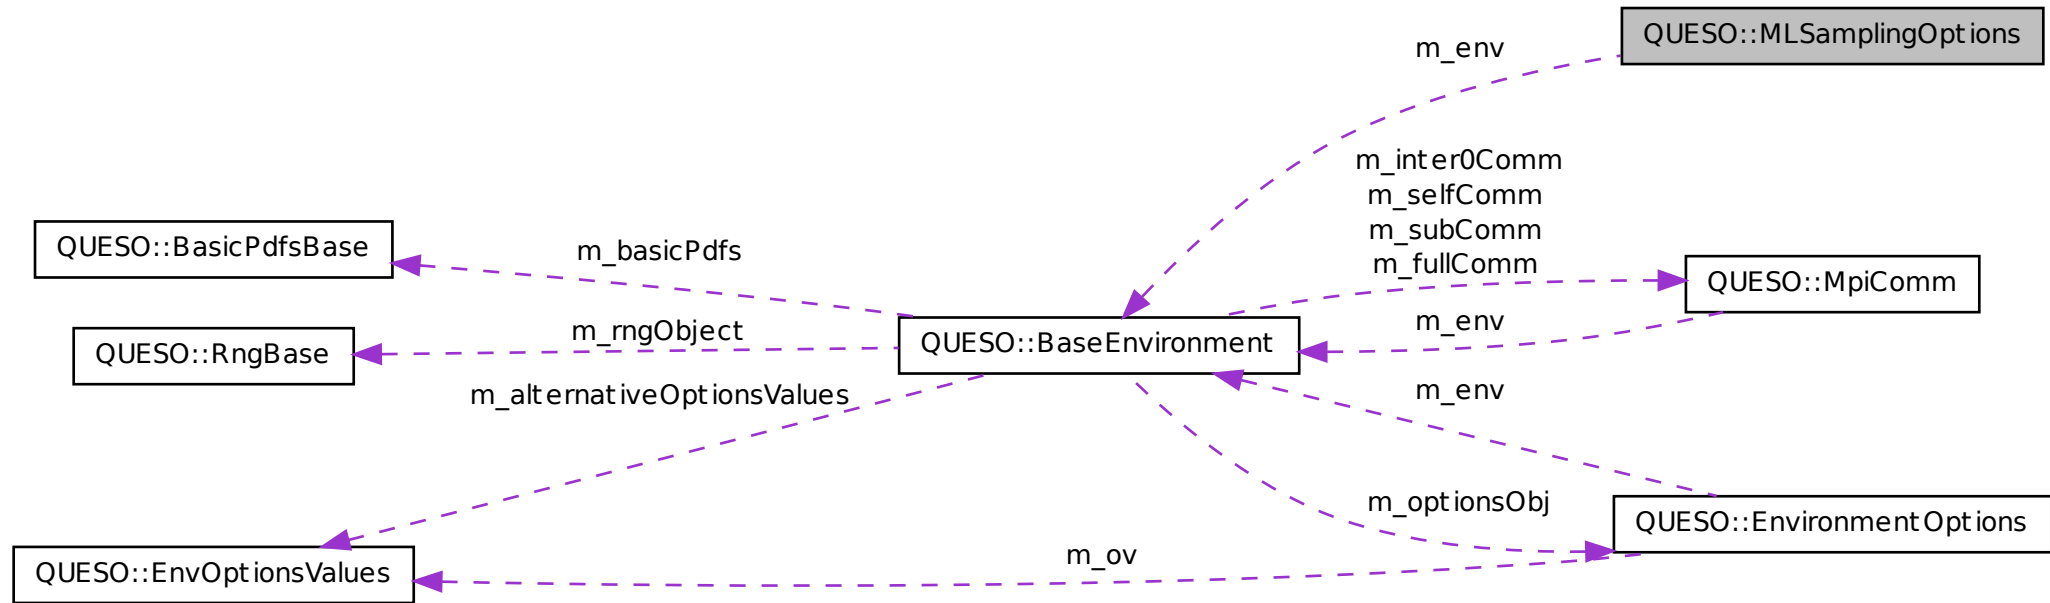 QUESO::MLSamplingOptions
m_env
m_inter0Comm
m_selfComm
m_subComm
m_fullComm
QUESO::BasicPdfsBase
m_basicPdfs
QUESO::MpiComm
m_rngObject
m_env
QUESO::RngBase
QUESO::BaseEnvironment
m_alternativeOptionsValues
m_env
m_optionsObj
QUESO::EnvironmentOptions
m_ov
QUESO::EnvOptionsValues